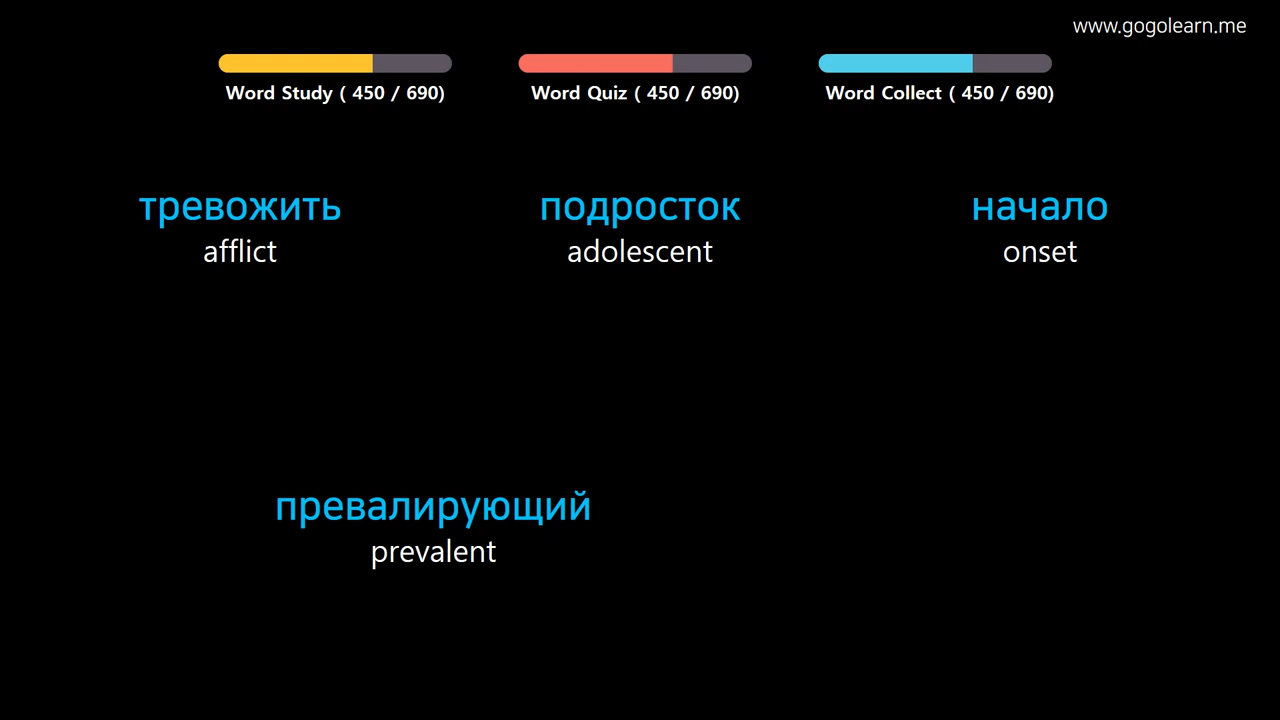 www.gogolearn.me
Word Study ( 450 / 690)
Word Quiz ( 450 / 690)
Word Collect ( 450 / 690)
тревожить
afflict
подросток
adolescent
начало
onset
превалирующий
prevalent